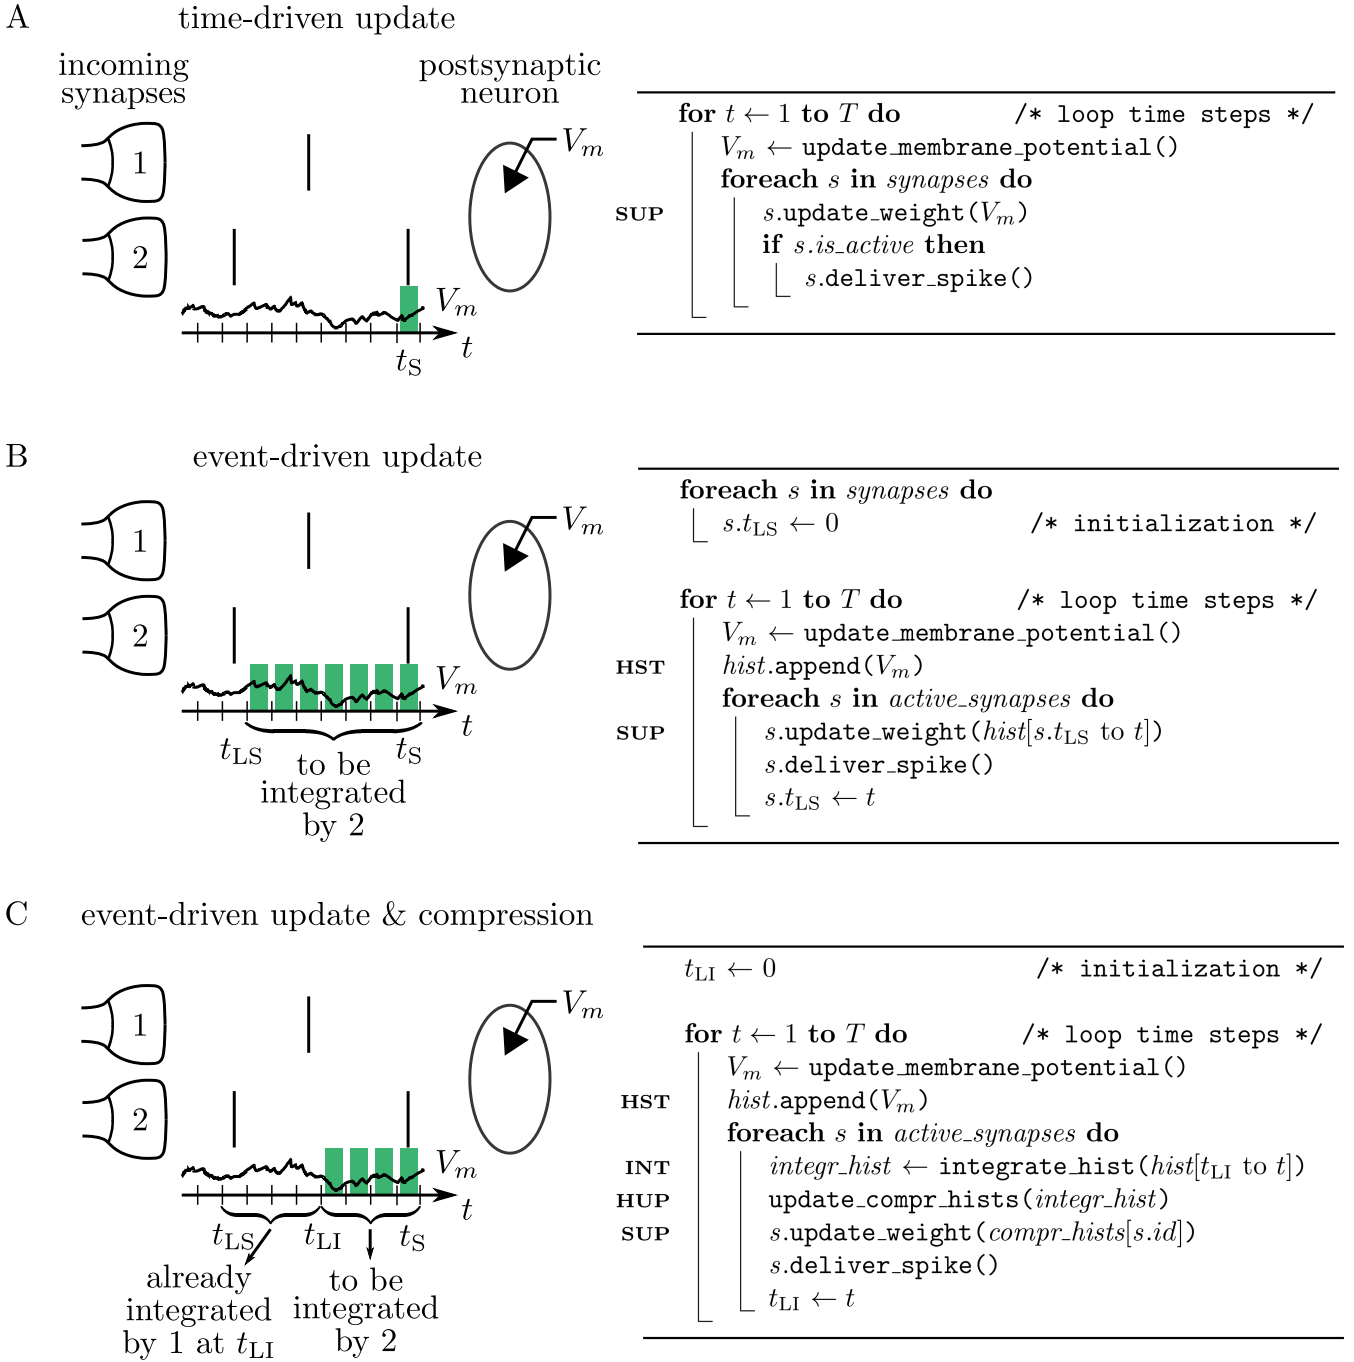 A
time-driven update
incoming
synapses
postsynaptic
neuron
1
2
V_m
V_m
t
t_S
for t ← 1 to T do /* loop time steps */
V_m ← update_membrane_potential()
foreach s in synapses do
SUP s.update_weight(V_m)
if s.is_active then
s.deliver_spike()
B
event-driven update
1
2
V_m
V_m
t
t_LS t_S
to be
integrated
by 2
foreach s in synapses do
s.t_LS ← 0 /* initialization */
for t ← 1 to T do /* loop time steps */
V_m ← update_membrane_potential()
HST hist.append(V_m)
foreach s in active_synapses do
SUP s.update_weight(hist[s.t_LS to t])
s.deliver_spike()
s.t_LS ← t
C
event-driven update & compression
1
2
V_m
V_m
t
t_LS t_LI t_S
already
integrated
by 1 at t_LI
to be
integrated
by 2
t_LI ← 0 /* initialization */
for t ← 1 to T do /* loop time steps */
V_m ← update_membrane_potential()
HST hist.append(V_m)
foreach s in active_synapses do
INT integr_hist ← integrate_hist(hist[t_LI to t])
HUP update_compr_hists(integr_hist)
SUP s.update_weight(compr_hists[s.id])
s.deliver_spike()
t_LI ← t